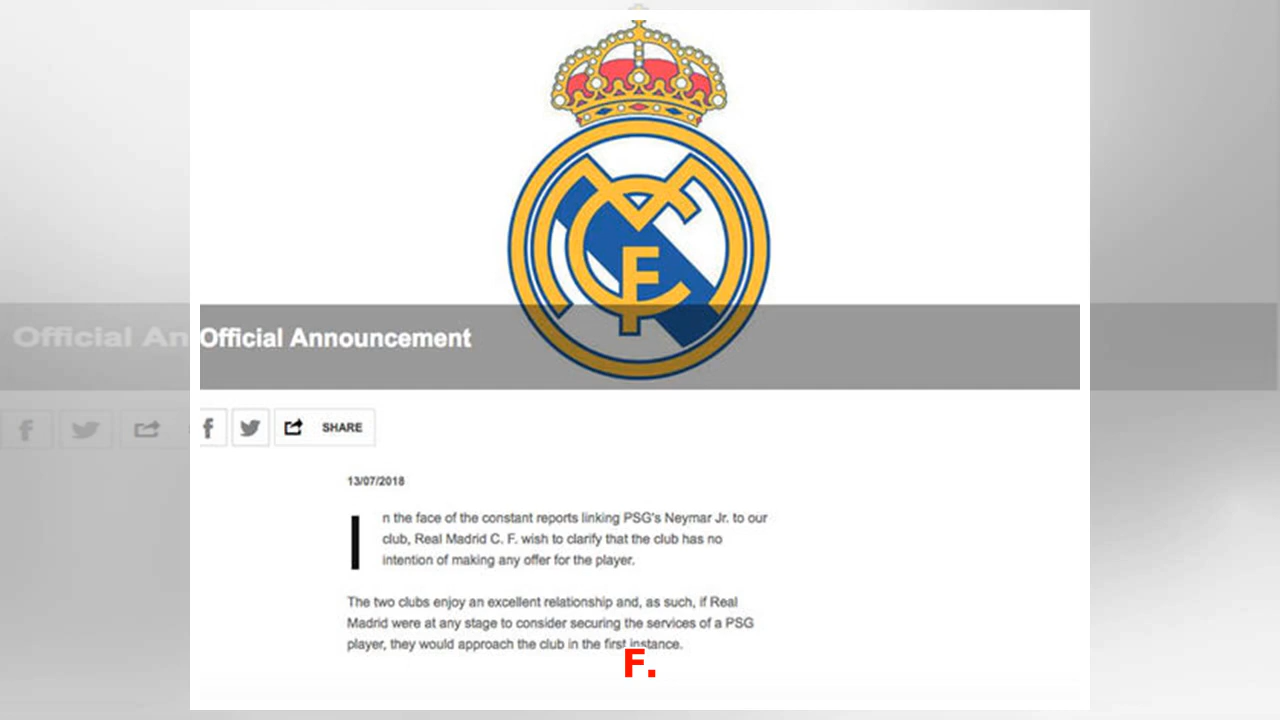 Official An
Official Announcement
SHARE
13/07/2018
In the face of the constant reports linking PSG's Neymar Jr. to our
club, Real Madrid C. F. wish to clarify that the club has no
intention of making any offer for the player.
The two clubs enjoy an excellent relationship and, as such, if Real
Madrid were at any stage to consider securing the services of a PSG
player, they would approach the club in the first instance.
F.